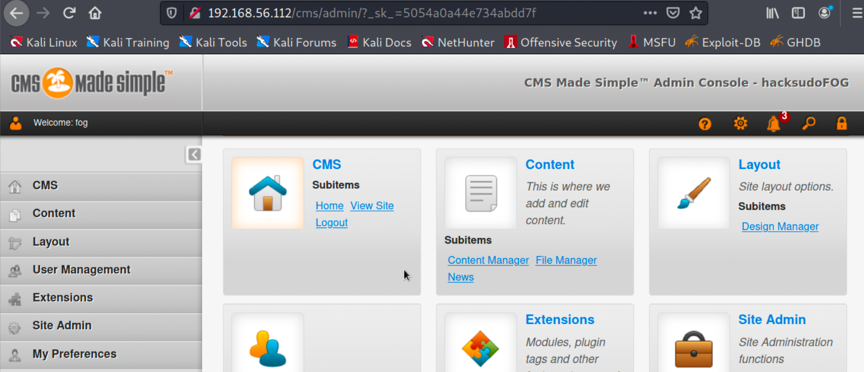 192.168.56.112/cms/admin/?_sk_=5054a0a44e734abdd7f
Kali Linux Kali Training Kali Tools Kali Forums Kali Docs NetHunter Offensive Security MSFU Exploit-DB GHDB
CMS made simple™
CMS Made Simple™ Admin Console - hacksudoFOG
Welcome: fog
3
CMS
Content
Layout
User Management
Extensions
Site Admin
My Preferences
CMS
Subitems
Home View Site
Logout
Content
This is where we
add and edit
content.
Subitems
Content Manager File Manager
News
Layout
Site layout options.
Subitems
Design Manager
Extensions
Modules, plugin
tags and other
Site Admin
Site Administration
functions